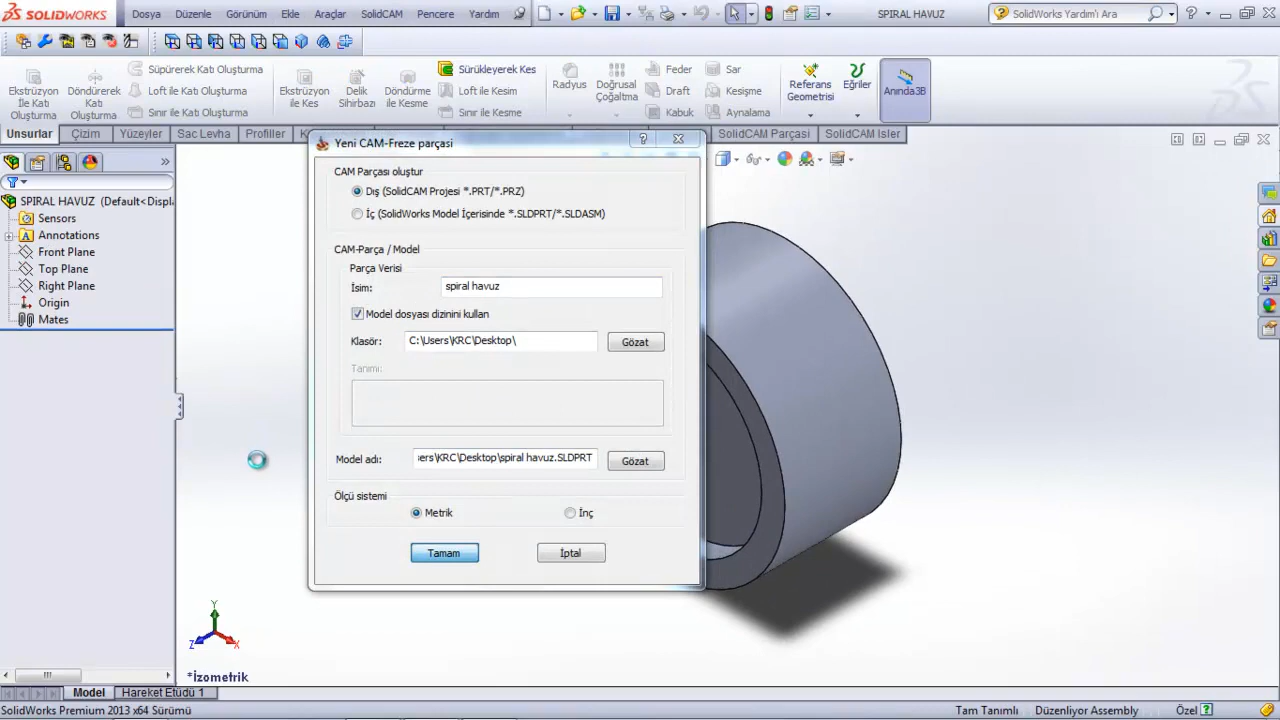 SOLIDWORKS Dosya Düzenle Görünüm Ekle Araçlar SolidCAM Pencere Yardım SPIRAL HAVUZ SolidWorks Yardım'ı Ara
Ekstrüzyon İle Katı Oluşturma
Döndürme Katı Oluşturma
Süpürerek Katı Oluşturma
Loft ile Katı Oluşturma
Sınır ile Katı Oluşturma
Ekstrüzyon ile Kes
Delik Sihirbazı
Döndürme ile Kesme
Sürükleyerek Kes
Loft ile Kesim
Sınır ile Kesme
Radyus
Doğrusal Çoğaltma
Feder
Draft
Kabuk
Sar
Kesişme
Aynalama
Referans Geometrisi
Eğriler
Anında3B
Unsurlar Çizim Yüzeyler Sac Levha Profiller SolidCAM Parçası SolidCAM Isler
SPIRAL HAVUZ (Default<Displ
Sensors
Annotations
Front Plane
Top Plane
Right Plane
Origin
Mates
Yeni CAM-Freze parçası
CAM Parçası oluştur
Dış (SolidCAM Projesi *.PRT/*.PRZ)
İç (SolidWorks Model İçerisinde *.SLDPRT/*.SLDASM)
CAM-Parça / Model
Parça Verisi
İsim: spiral havuz
Model dosyası dizinini kullan
Klasör: C:\Users\KRC\Desktop\ Gözat
Tanımı:
Model adı: sers\KRC\Desktop\spiral havuz.SLDPRT Gözat
Ölçü sistemi
Metrik İnç
Tamam İptal
Y
Z X
*İzometrik
Model Hareket Etüdü 1
SolidWorks Premium 2013 x64 Sürümü Tam Tanımlı Düzenliyor Assembly Özel